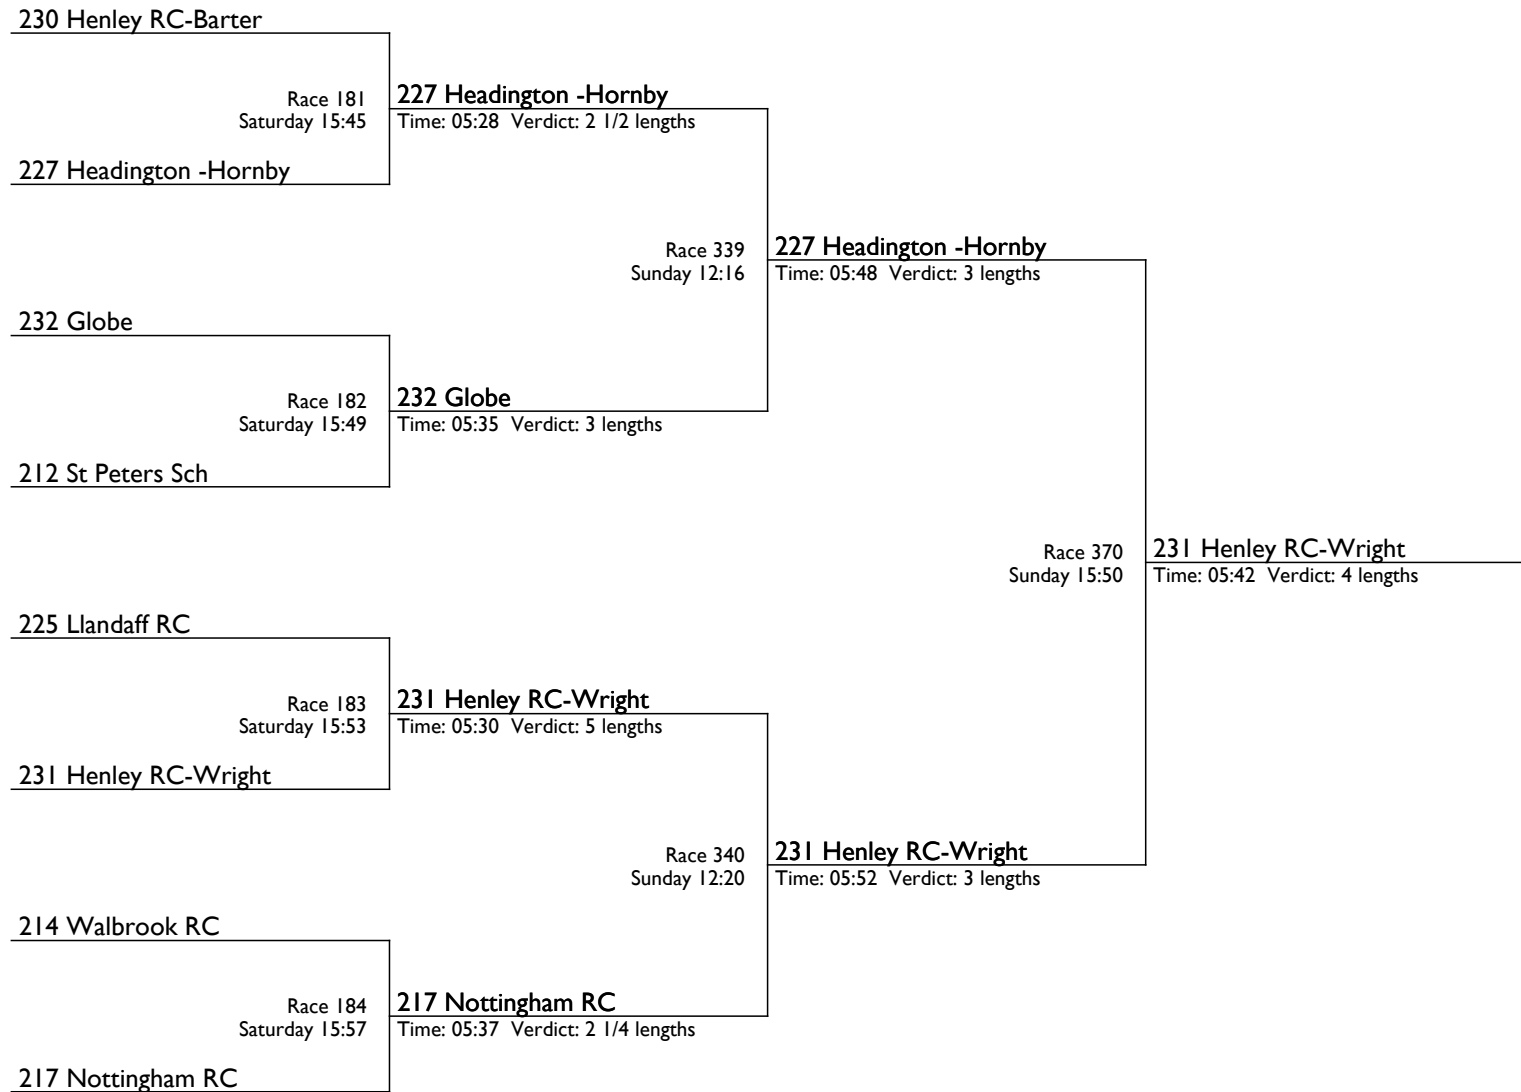 230 Henley RC-Barter
Race 181
Saturday 15:45
227 Headington -Hornby
Time: 05:28 Verdict: 2 1/2 lengths
227 Headington -Hornby
Race 339
Sunday 12:16
227 Headington -Hornby
Time: 05:48 Verdict: 3 lengths
232 Globe
Race 182
Saturday 15:49
232 Globe
Time: 05:35 Verdict: 3 lengths
212 St Peters Sch
Race 370
Sunday 15:50
231 Henley RC-Wright
Time: 05:42 Verdict: 4 lengths
225 Llandaff RC
Race 183
Saturday 15:53
231 Henley RC-Wright
Time: 05:30 Verdict: 5 lengths
231 Henley RC-Wright
Race 340
Sunday 12:20
231 Henley RC-Wright
Time: 05:52 Verdict: 3 lengths
214 Walbrook RC
Race 184
Saturday 15:57
217 Nottingham RC
Time: 05:37 Verdict: 2 1/4 lengths
217 Nottingham RC